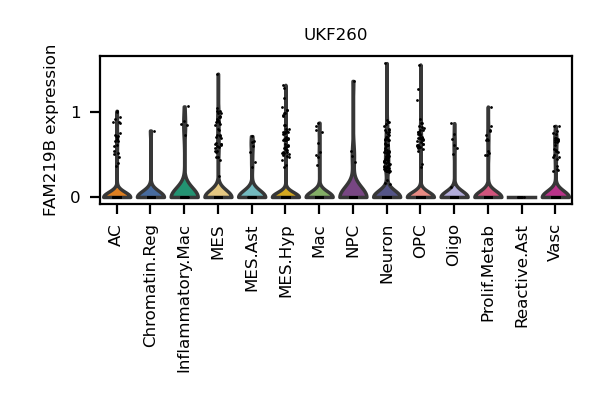 UKF260
FAM219B expression
1
0
AC
Chromatin.Reg
Inflammatory.Mac
MES
MES.Ast
MES.Hyp
Mac
NPC
Neuron
OPC
Oligo
Prolif.Metab
Reactive.Ast
Vasc